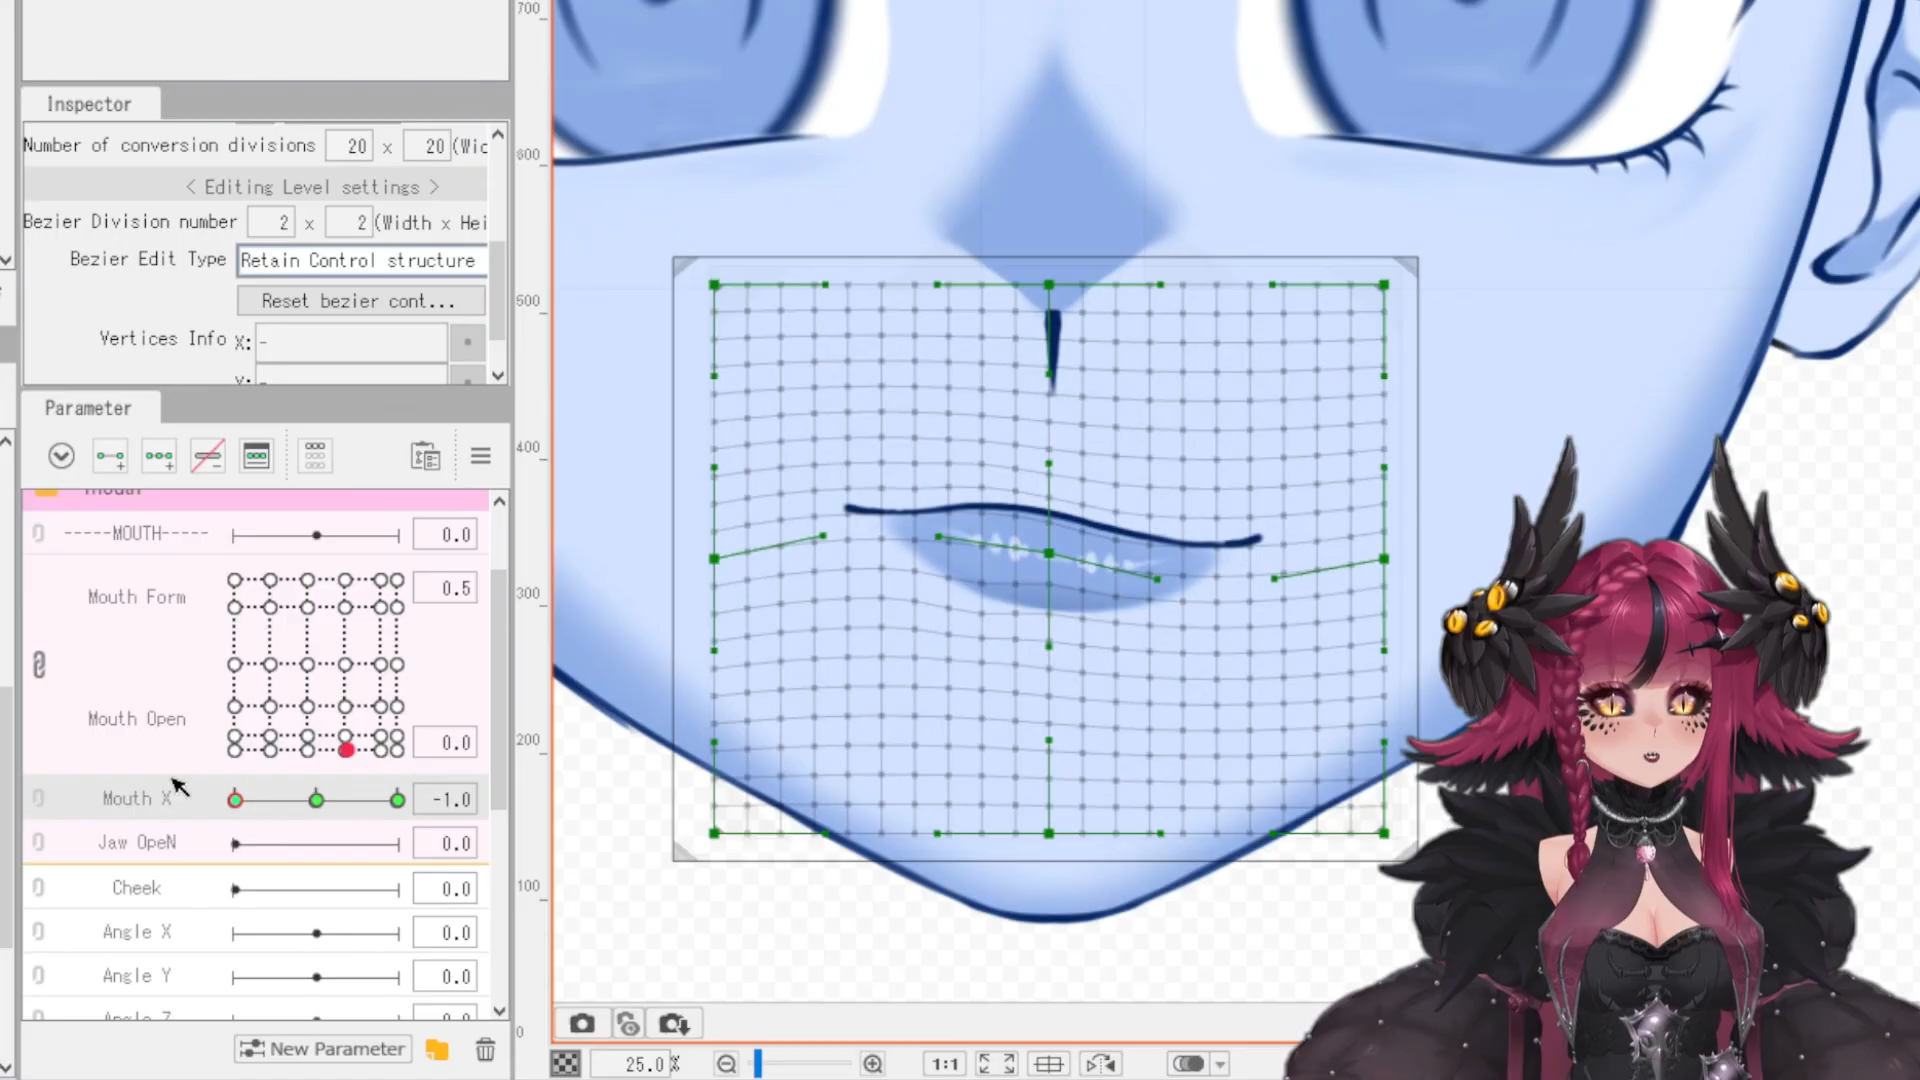 Inspector
Number of conversion divisions 20 x 20 (Wic
< Editing Level settings >
Bezier Division number 2 x 2 (Width x Hei
Bezier Edit Type Retain Control structure
Reset bezier cont...
Vertices Info X: -
Parameter
-----MOUTH----- 0.0
Mouth Form 0.5
Mouth Open 0.0
Mouth X -1.0
Jaw OpeN 0.0
Cheek 0.0
Angle X 0.0
Angle Y 0.0
New Parameter
700
600
500
400
300
200
100
0
25.0 %
1:1